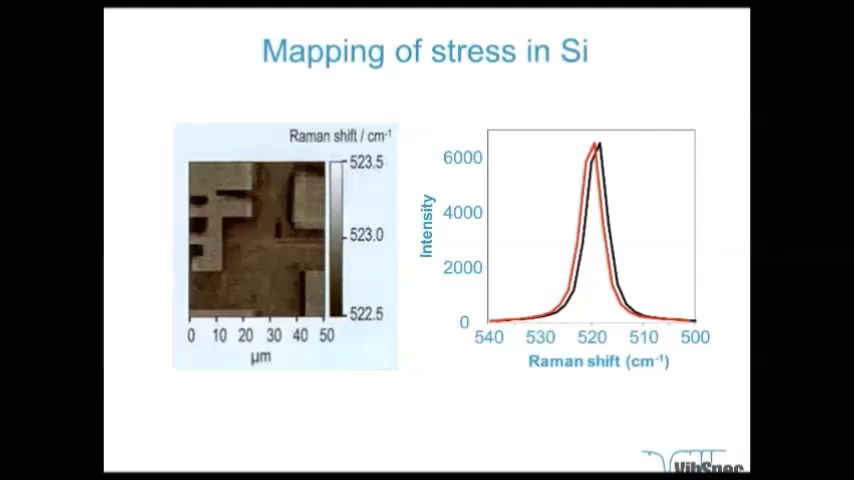 Mapping of stress in Si
Raman shift / cm-1
523.5
523.0
522.5
0 10 20 30 40 50
µm
Intensity
6000
4000
2000
0
540 530 520 510 500
Raman shift (cm-1)
VibSpec